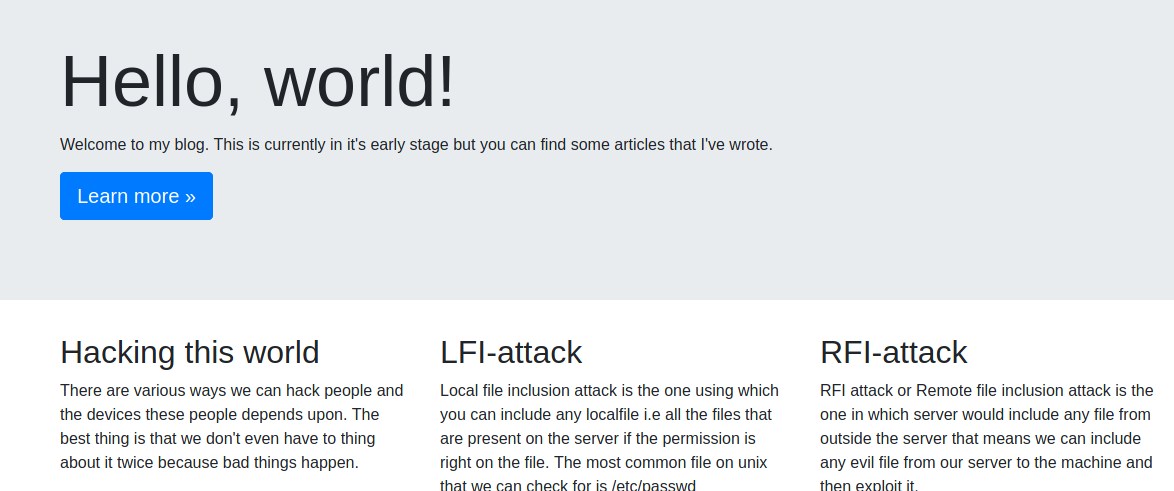 Hello, world!
Welcome to my blog. This is currently in it's early stage but you can find some articles that I've wrote.
Learn more »
Hacking this world
There are various ways we can hack people and
the devices these people depends upon. The
best thing is that we don't even have to thing
about it twice because bad things happen.
LFI-attack
Local file inclusion attack is the one using which
you can include any localfile i.e all the files that
are present on the server if the permission is
right on the file. The most common file on unix
that we can check for is /etc/passwd
RFI-attack
RFI attack or Remote file inclusion attack is the
one in which server would include any file from
outside the server that means we can include
any evil file from our server to the machine and
then exploit it.